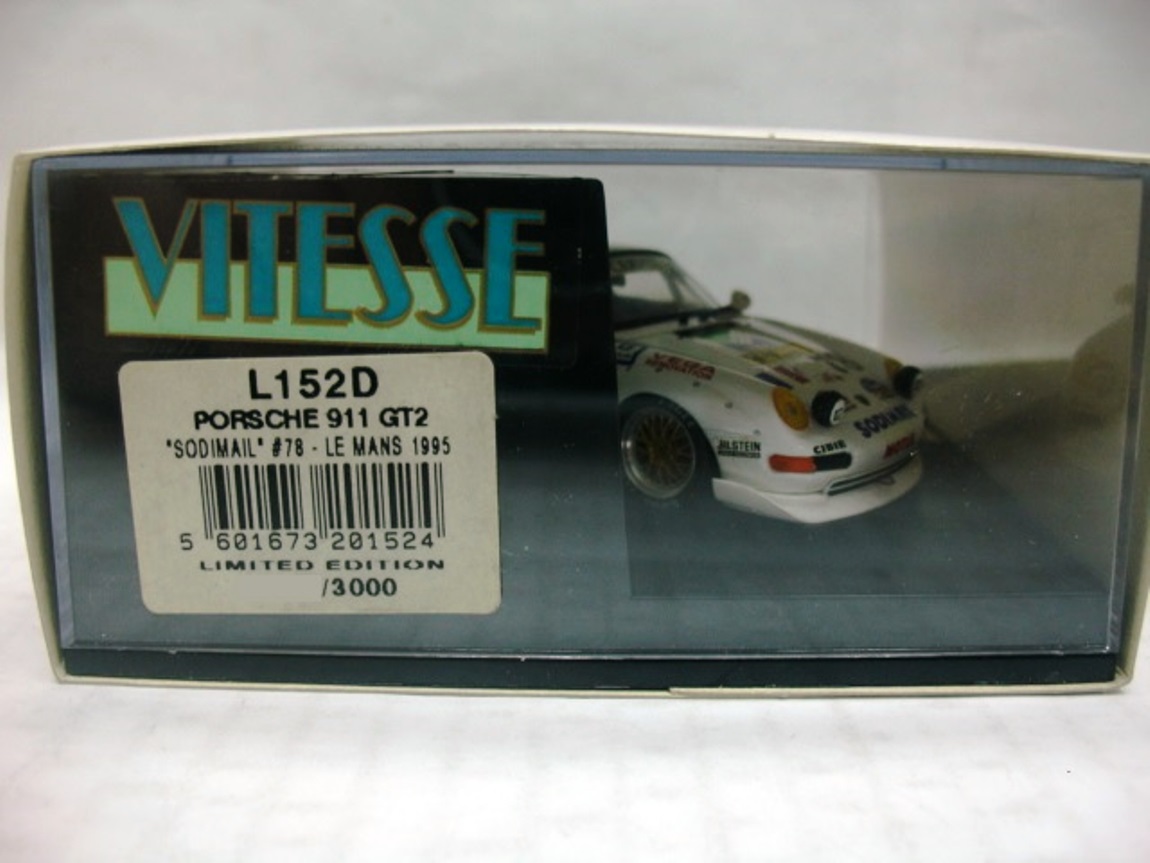 VITESSE
L152D
PORSCHE 911 GT2
"SODIMAIL" #78 - LE MANS 1995
5 601673 201524
LIMITED EDITION
/3000
BILSTEIN
CIBIE